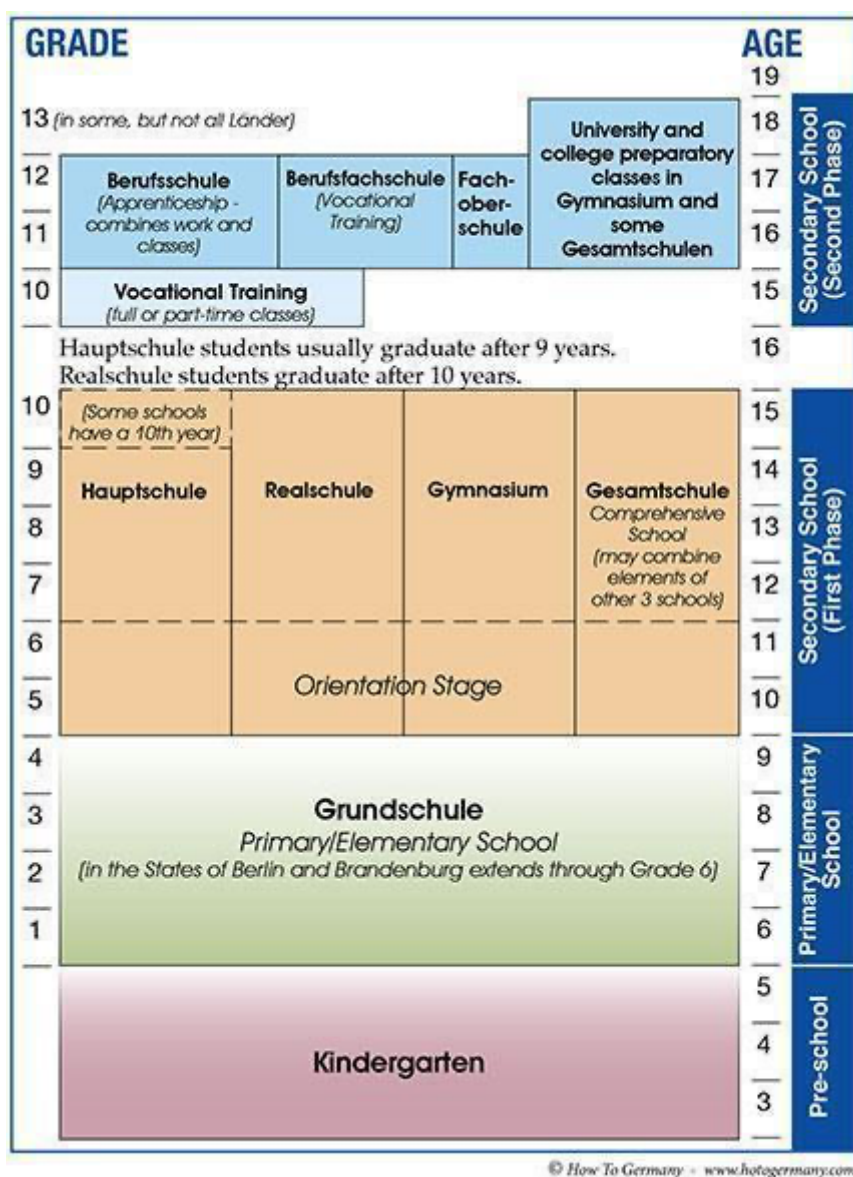 GRADE AGE
19
13 (in some, but not all Länder)
18
12
17
11
16
10
15
Berufsschule
(Apprenticeship -
combines work and
classes)
Berufsfachschule
(Vocational
Training)
Fach-
ober-
schule
University and
college preparatory
classes in
Gymnasium and
some
Gesamtschulen
Vocational Training
(full or part-time classes)
Secondary School
(Second Phase)
Hauptschule students usually graduate after 9 years.
Realschule students graduate after 10 years.
16
10
15
9
14
8
13
7
12
6
11
5
10
(Some schools
have a 10th year)
Hauptschule
Realschule
Gymnasium
Gesamtschule
Comprehensive
School
(may combine
elements of
other 3 schools)
Orientation Stage
Secondary School
(First Phase)
4
9
3
8
2
7
1
6
Grundschule
Primary/Elementary School
(in the States of Berlin and Brandenburg extends through Grade 6)
Primary/Elementary
School
5
4
3
Kindergarten
Pre-school
© How To Germany - www.hotogermany.com